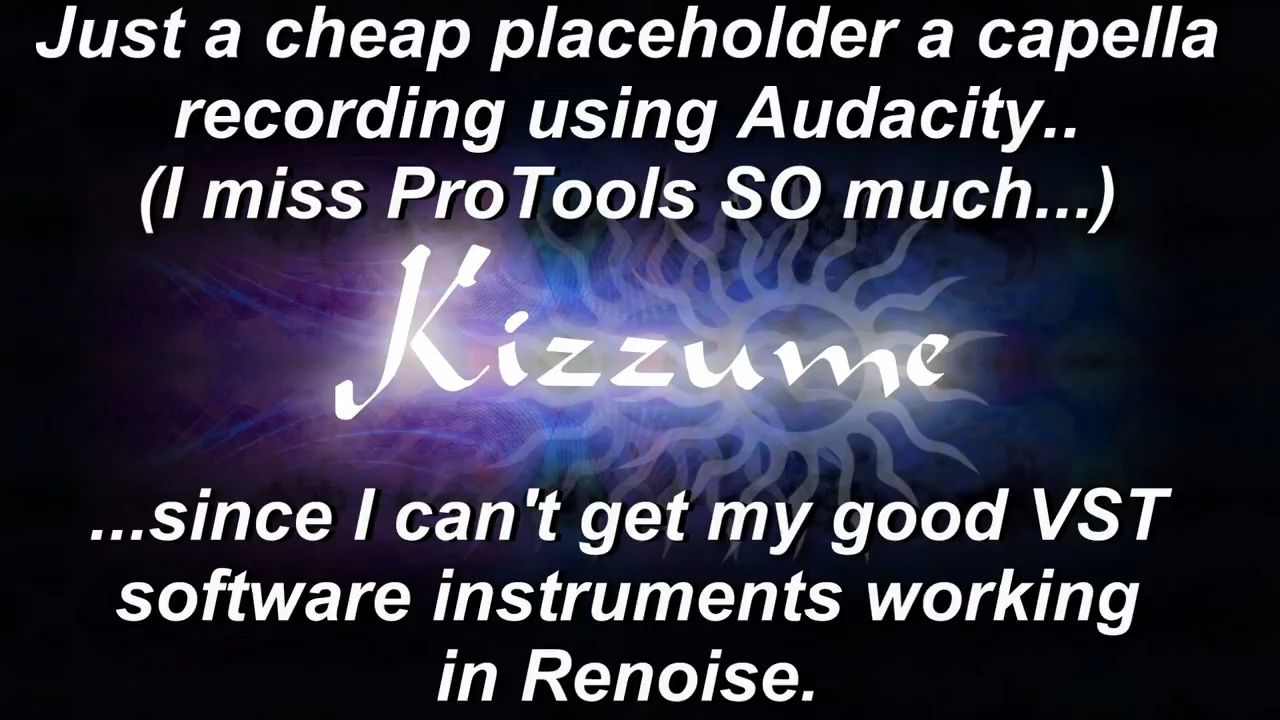 Just a cheap placeholder a capella
recording using Audacity..
(I miss ProTools SO much...)
Kizzume
...since I can't get my good VST
software instruments working
in Renoise.